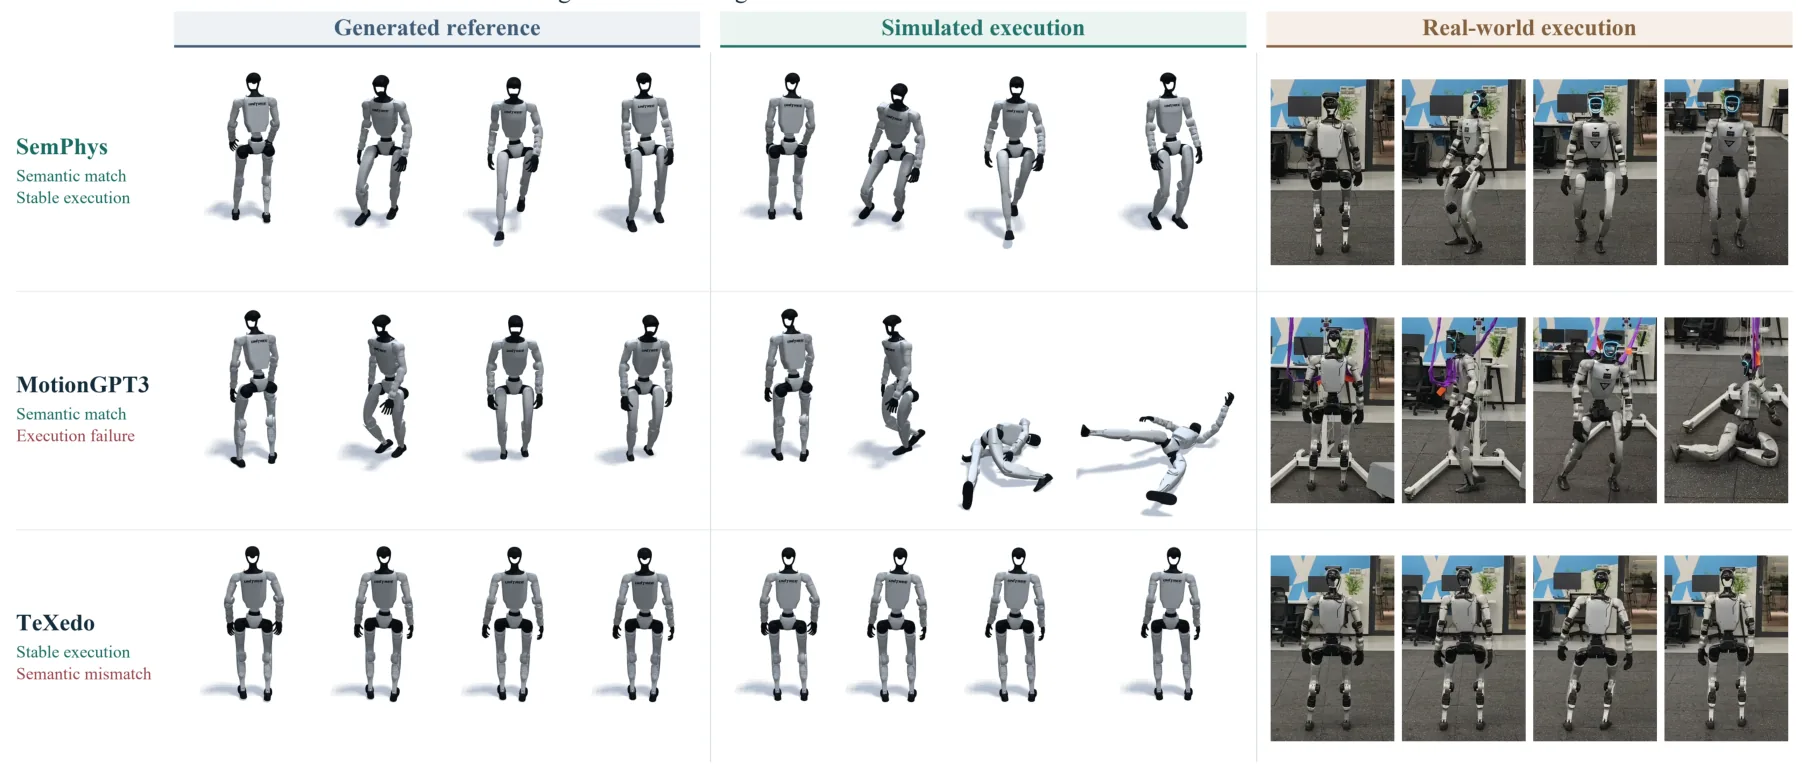 Generated reference
Simulated execution
Real-world execution
SemPhys
Semantic match
Stable execution
MotionGPT3
Semantic match
Execution failure
TeXedo
Stable execution
Semantic mismatch